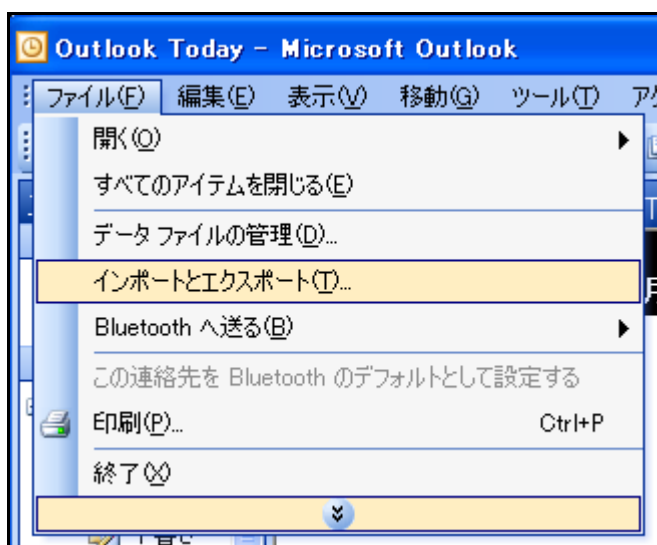 Outlook Today - Microsoft Outlook
ファイル(F) 編集(E) 表示(V) 移動(G) ツール(T)
開く(O)
すべてのアイテムを閉じる(E)
データ ファイルの管理(D)...
インポートとエクスポート(T)...
Bluetooth へ送る(B)
この連絡先を Bluetooth のデフォルトとして設定する
印刷(P)... Ctrl+P
終了(X)